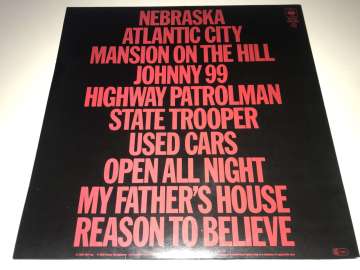 NEBRASKA
ATLANTIC CITY
MANSION ON THE HILL
JOHNNY 99
HIGHWAY PATROLMAN
STATE TROOPER
USED CARS
OPEN ALL NIGHT
MY FATHER'S HOUSE
REASON TO BELIEVE